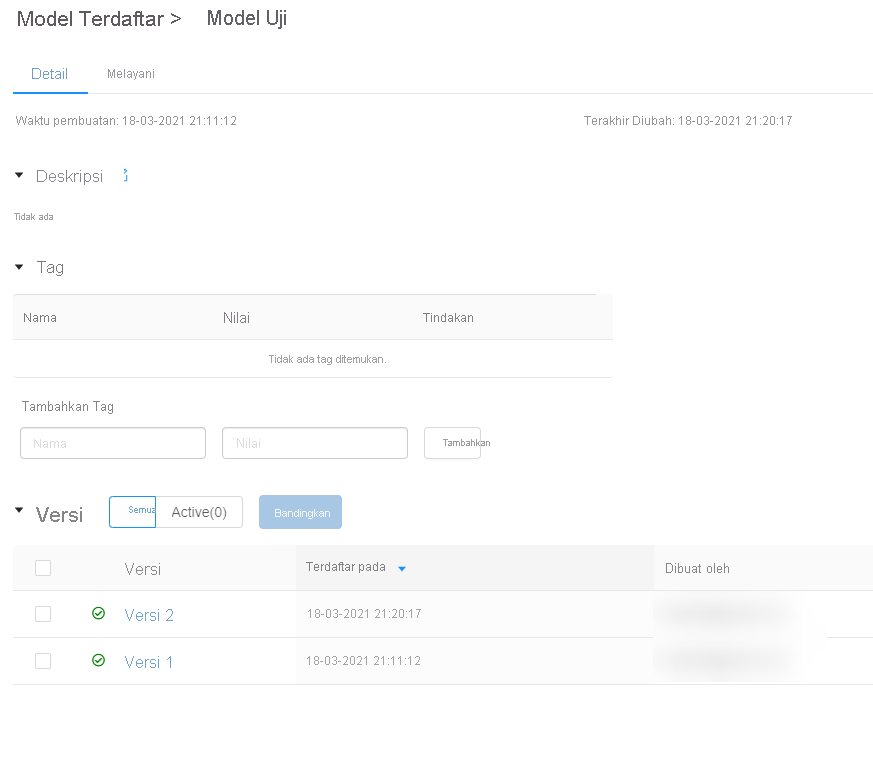 Model Terdaftar > Model Uji
Detail Melayani
Waktu pembuatan: 18-03-2021 21:11:12 Terakhir Diubah: 18-03-2021 21:20:17
Deskripsi
Tidak ada
Tag
Nama Nilai Tindakan
Tidak ada tag ditemukan.
Tambahkan Tag
Nama Nilai Tambahkan
Versi Semua Active(0) Bandingkan
Versi Terdaftar pada Dibuat oleh
Versi 2 18-03-2021 21:20:17
Versi 1 18-03-2021 21:11:12